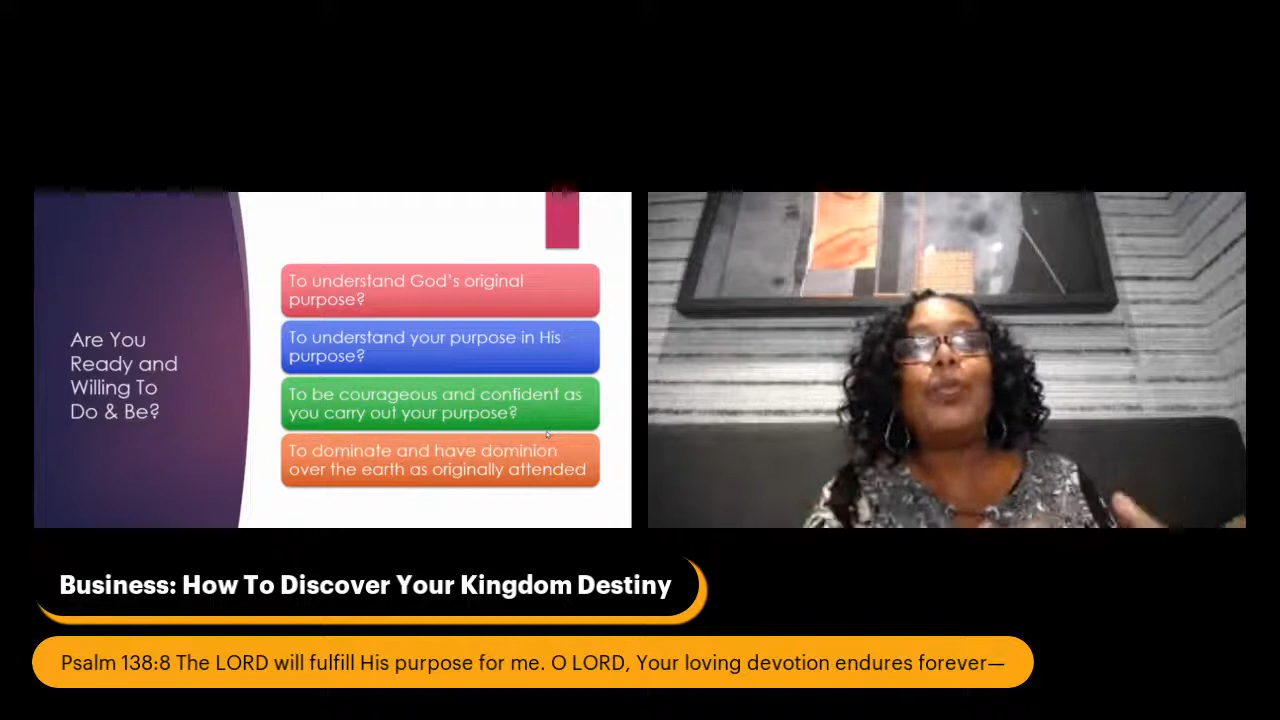 Are You
Ready and
Willing To
Do & Be?
To understand God's original
purpose?
To understand your purpose in His
purpose?
To be courageous and confident as
you carry out your purpose?
To dominate and have dominion
over the earth as originally attended
Business: How To Discover Your Kingdom Destiny
Psalm 138:8 The LORD will fulfill His purpose for me. O LORD, Your loving devotion endures forever—